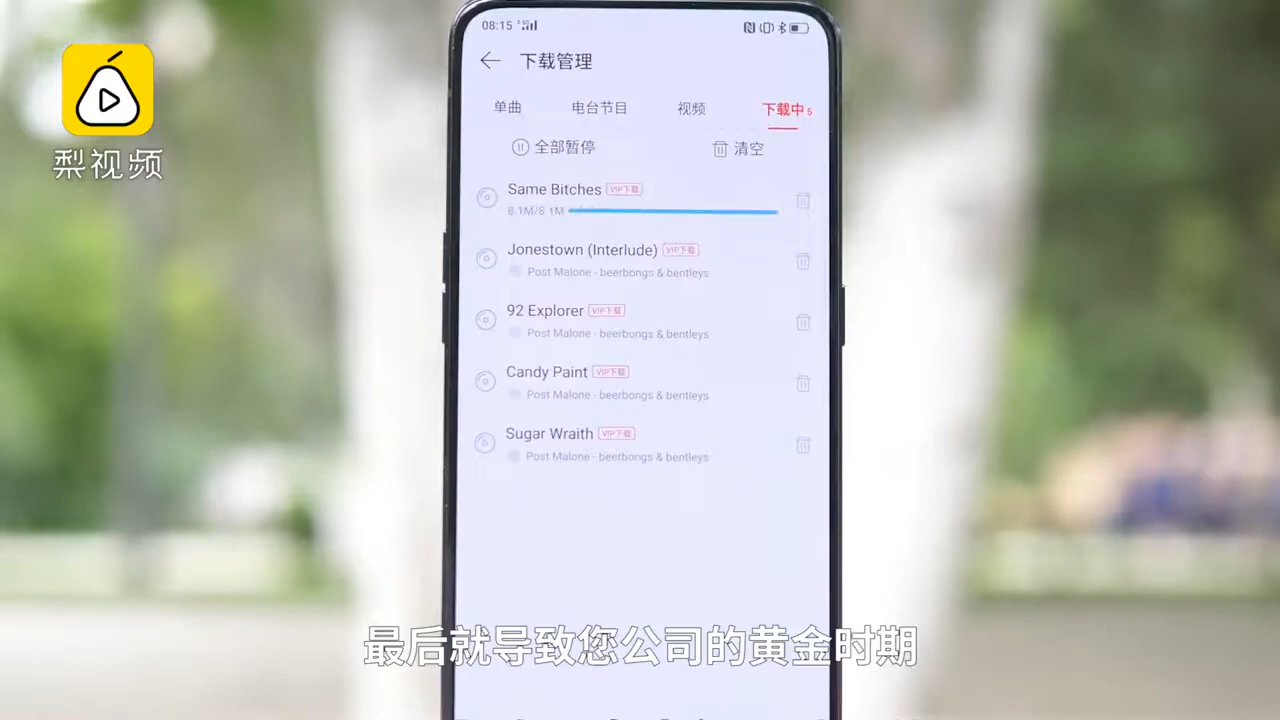 梨视频
08:15
下载管理
单曲 电台节目 视频 下载中 5
全部暂停 清空
Same Bitches VIP下载
8.1M/8.1M
Jonestown (Interlude) VIP下载
Post Malone - beerbongs & bentleys
92 Explorer VIP下载
Post Malone - beerbongs & bentleys
Candy Paint VIP下载
Post Malone - beerbongs & bentleys
Sugar Wraith VIP下载
Post Malone - beerbongs & bentleys
最后就导致您公司的黄金时期